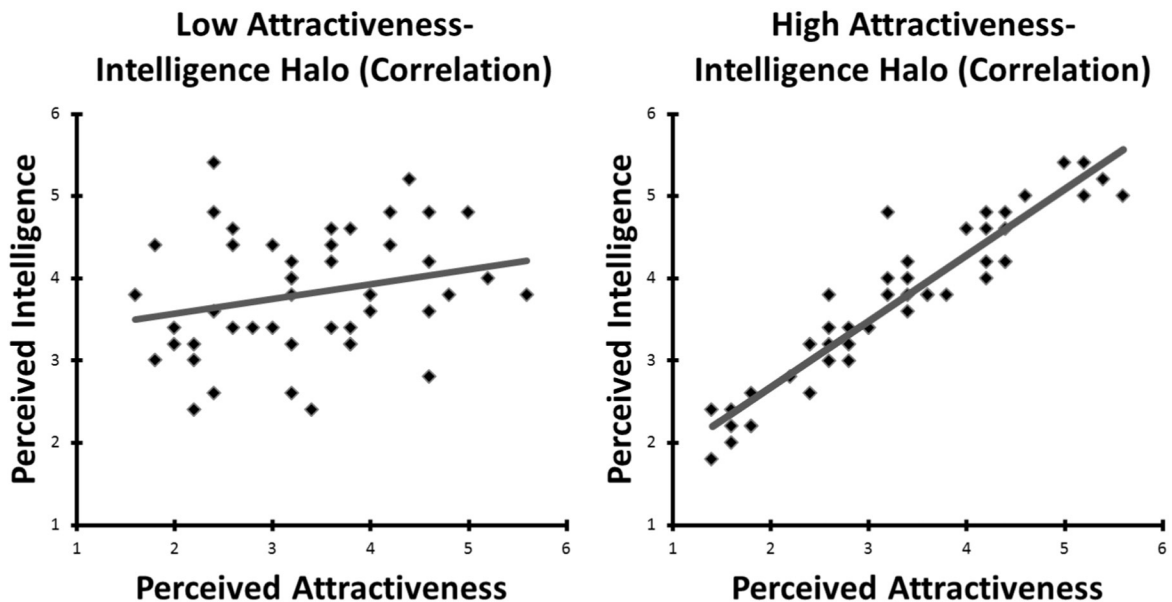 Low Attractiveness-
Intelligence Halo (Correlation)
6
5
4
3
2
1
Perceived Intelligence
1 2 3 4 5 6
Perceived Attractiveness
High Attractiveness-
Intelligence Halo (Correlation)
6
5
4
3
2
1
Perceived Intelligence
1 2 3 4 5 6
Perceived Attractiveness